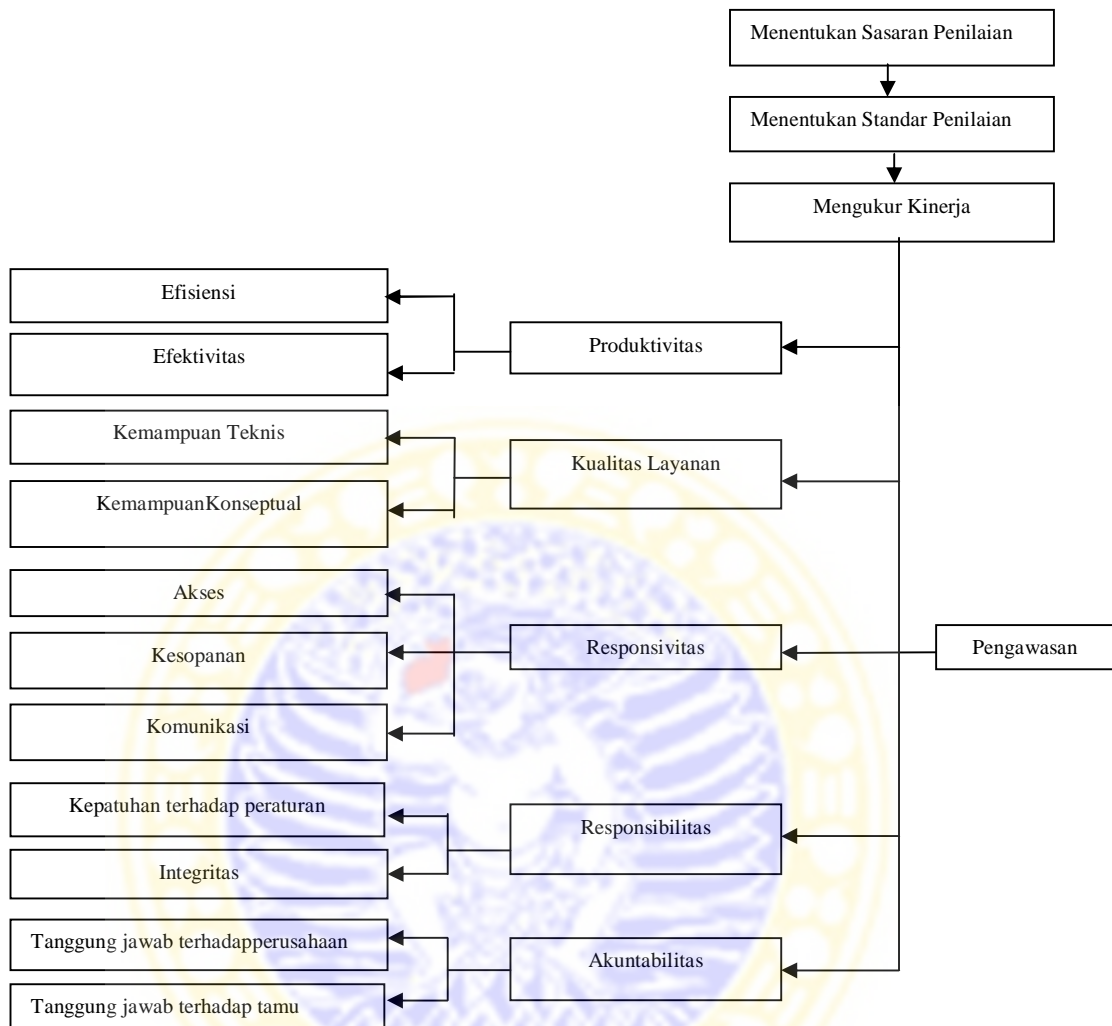 Menentukan Sasaran Penilaian
Menentukan Standar Penilaian
Mengukur Kinerja
Efisiensi
Efektivitas
Produktivitas
Kemampuan Teknis
KemampuanKonseptual
Kualitas Layanan
Akses
Kesopanan
Komunikasi
Responsivitas
Pengawasan
Kepatuhan terhadap peraturan
Integritas
Responsibilitas
Tanggung jawab terhadapperusahaan
Tanggung jawab terhadap tamu
Akuntabilitas